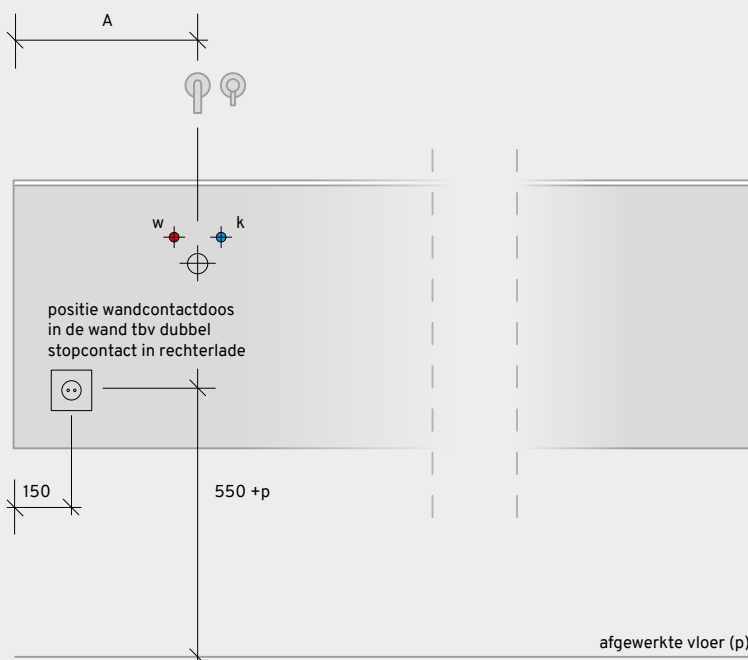 A
w
k
positie wandcontactdoos
in de wand tbv dubbel
stopcontact in rechterlade
150
550 +p
afgewerkte vloer (p)